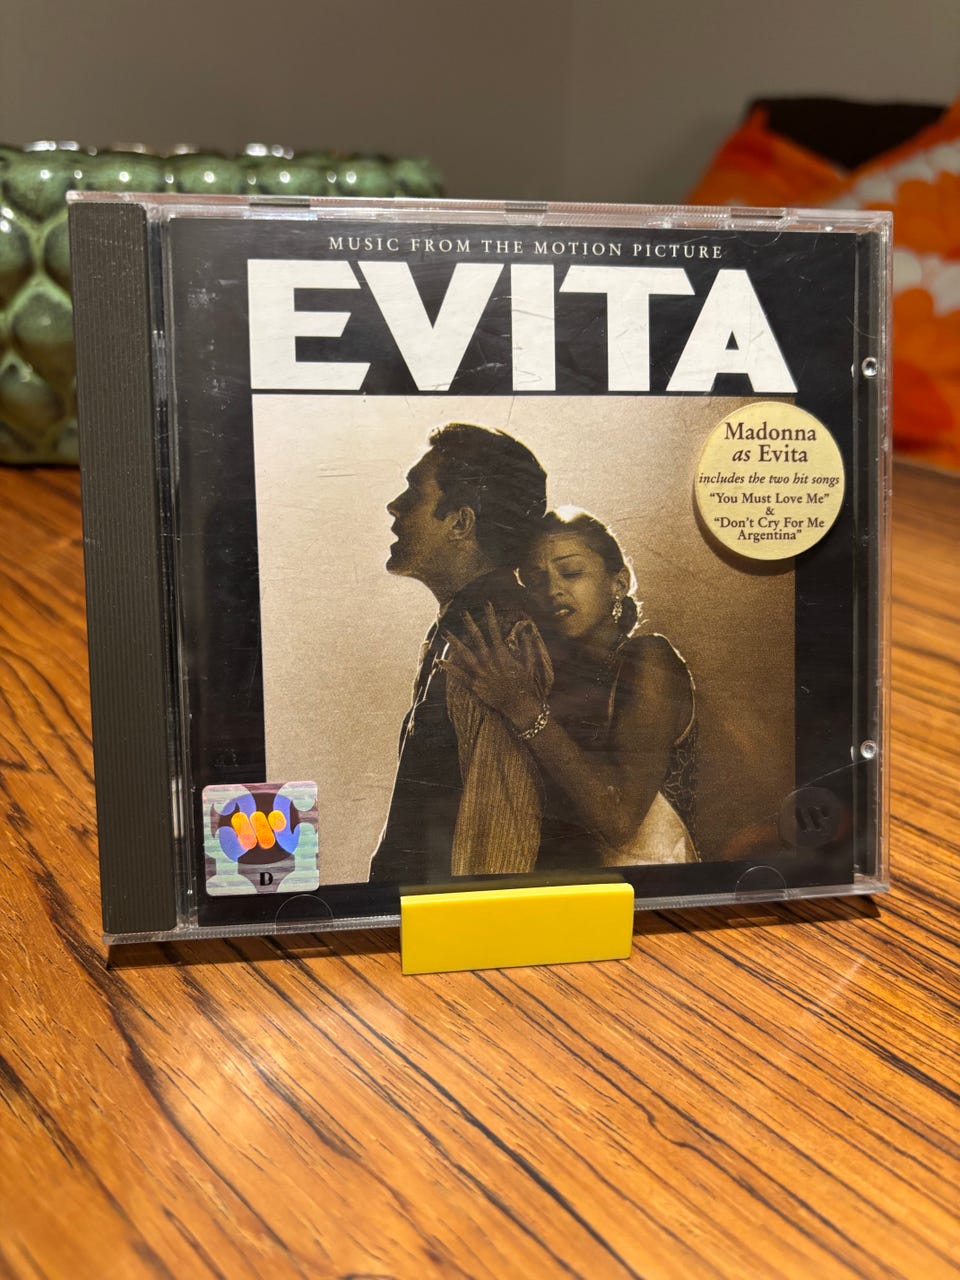 MUSIC FROM THE MOTION PICTURE
EVITA
Madonna
as Evita
includes the two hit songs
“You Must Love Me”
&
“Don’t Cry For Me
Argentina”
D